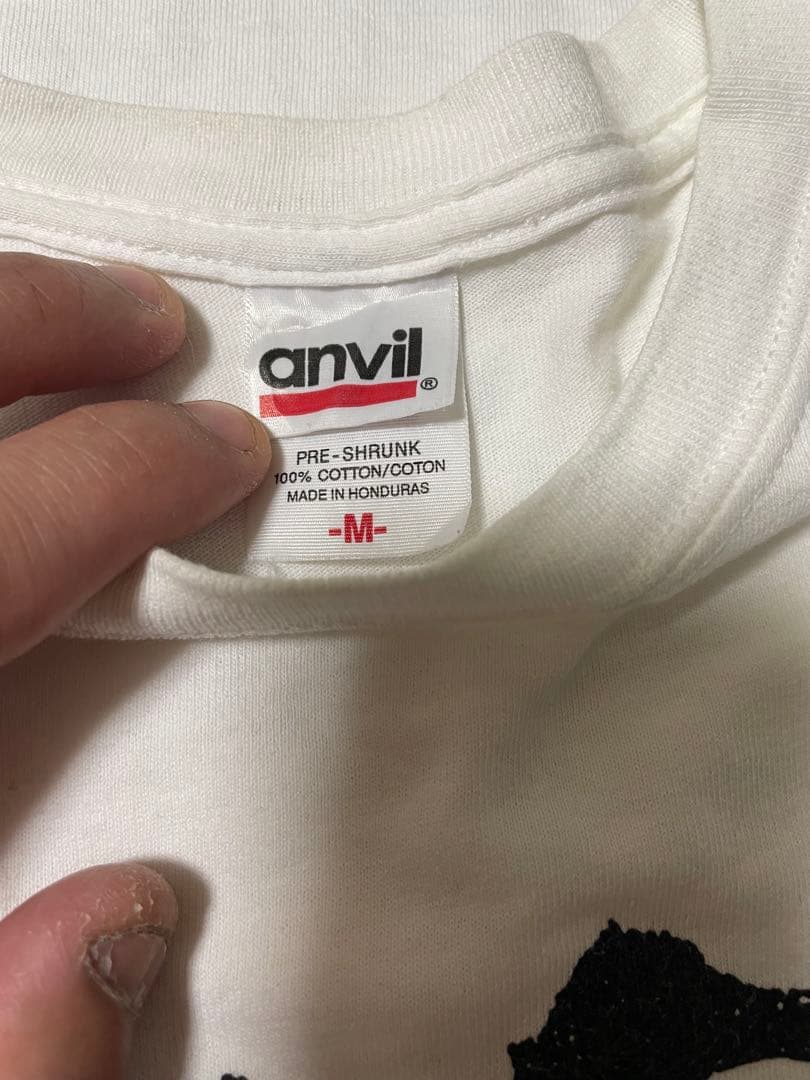 anvil®
PRE-SHRUNK
100% COTTON/COTON
MADE IN HONDURAS
-M-